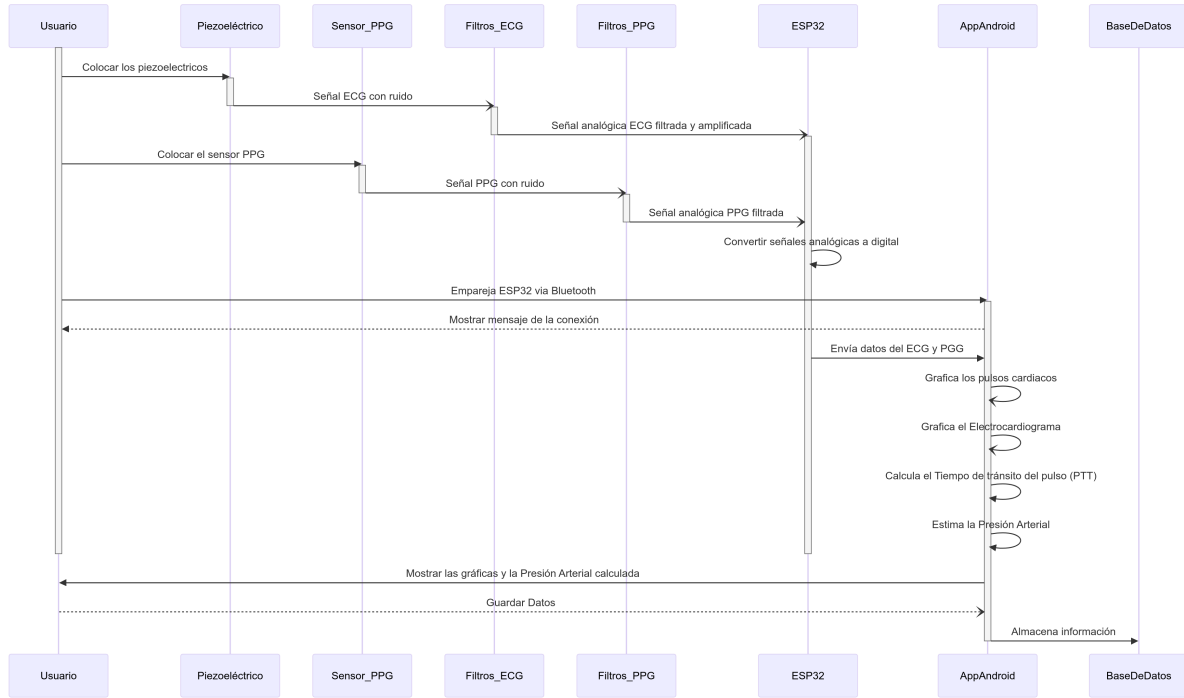 Usuario
Piezoeléctrico
Sensor_PPG
Filtros_ECG
Filtros_PPG
ESP32
AppAndroid
BaseDeDatos
Colocar los piezoelectricos
Señal ECG con ruido
Señal analógica ECG filtrada y amplificada
Colocar el sensor PPG
Señal PPG con ruido
Señal analógica PPG filtrada
Convertir señales analógicas a digital
Empareja ESP32 via Bluetooth
Mostrar mensaje de la conexión
Envía datos del ECG y PGG
Grafica los pulsos cardiacos
Grafica el Electrocardiograma
Calcula el Tiempo de tránsito del pulso (PTT)
Estima la Presión Arterial
Mostrar las gráficas y la Presión Arterial calculada
Guardar Datos
Almacena información
Usuario
Piezoeléctrico
Sensor_PPG
Filtros_ECG
Filtros_PPG
ESP32
AppAndroid
BaseDeDatos